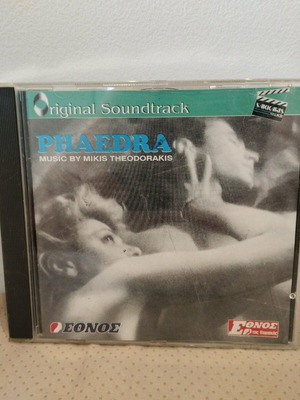 Original Soundtrack
PHAEDRA
MUSIC BY MIKIS THEODORAKIS
ΕΘΝΟΣ
ΕΘΝΟΣ